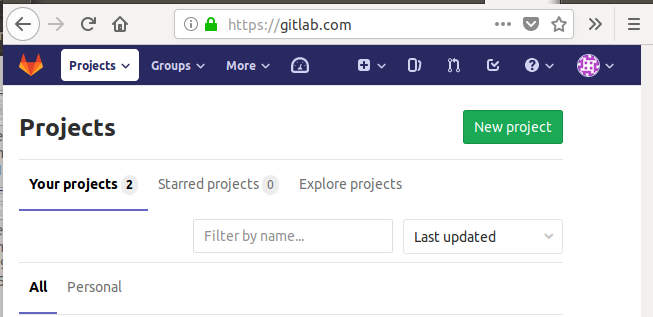 https://gitlab.com
Projects Groups More
Projects
New project
Your projects 2 Starred projects 0 Explore projects
Filter by name... Last updated
All Personal